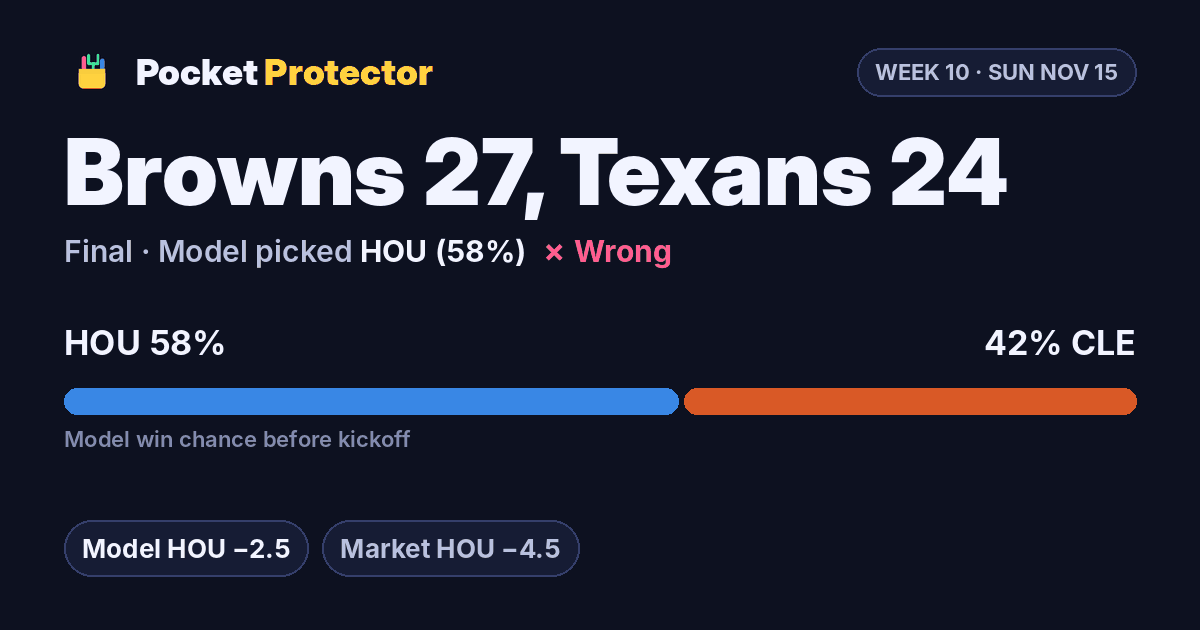 Pocket Protector
WEEK 10 · SUN NOV 15
Browns 27, Texans 24
Final · Model picked HOU (58%) × Wrong
HOU 58%
42% CLE
Model win chance before kickoff
Model HOU −2.5
Market HOU −4.5